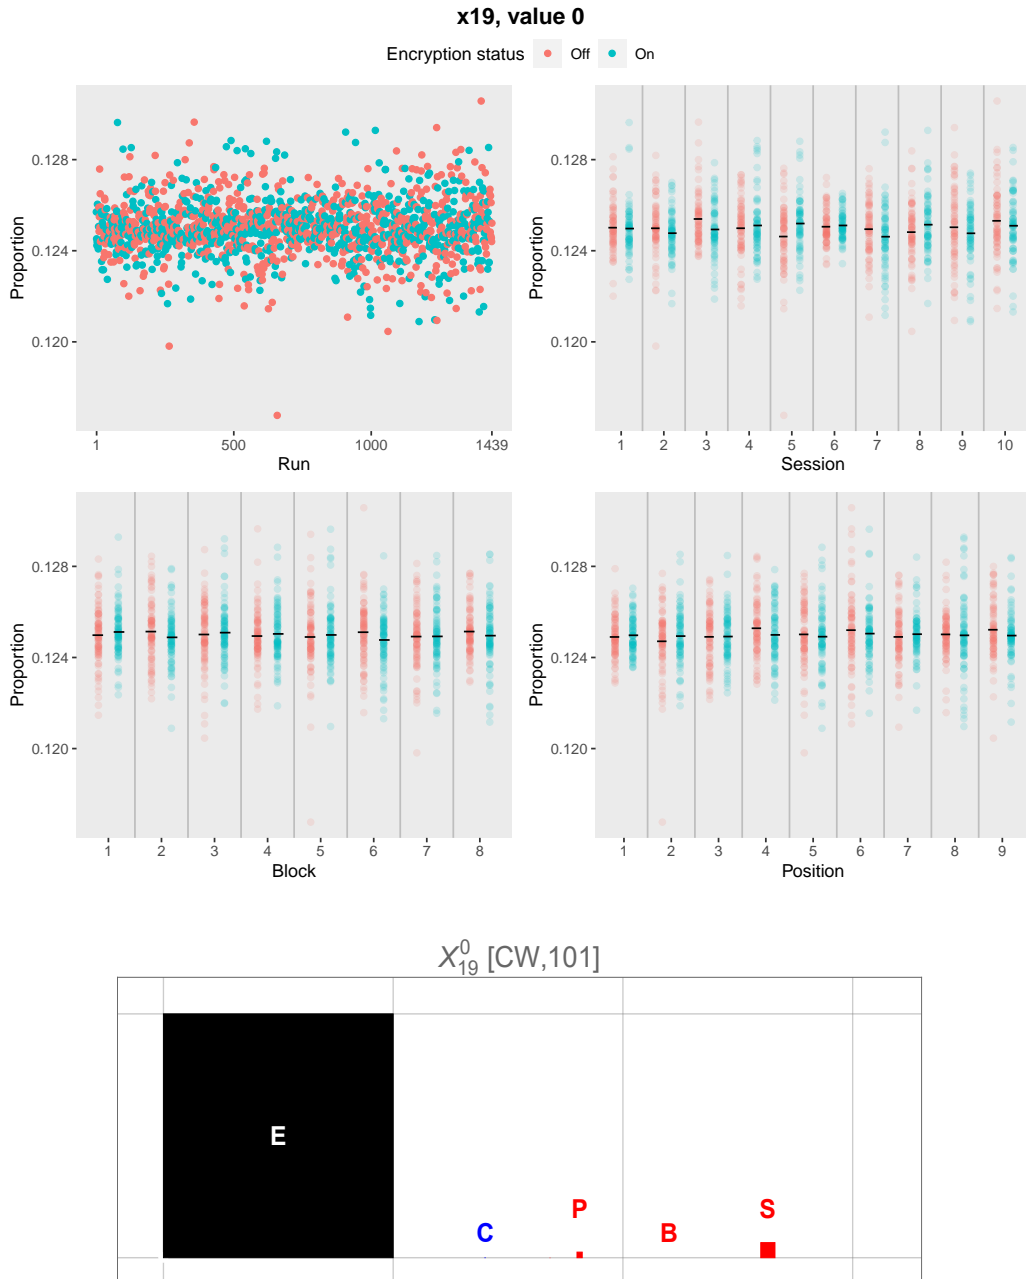 x19, value 0
Encryption status Off On
Proportion
0.128
0.124
0.120
1 500 1000 1439
Run
Proportion
0.128
0.124
0.120
1 2 3 4 5 6 7 8 9 10
Session
Proportion
0.128
0.124
0.120
1 2 3 4 5 6 7 8
Block
Proportion
0.128
0.124
0.120
1 2 3 4 5 6 7 8 9
Position
X₁₉⁰ [CW,101]
E
C
P
B
S